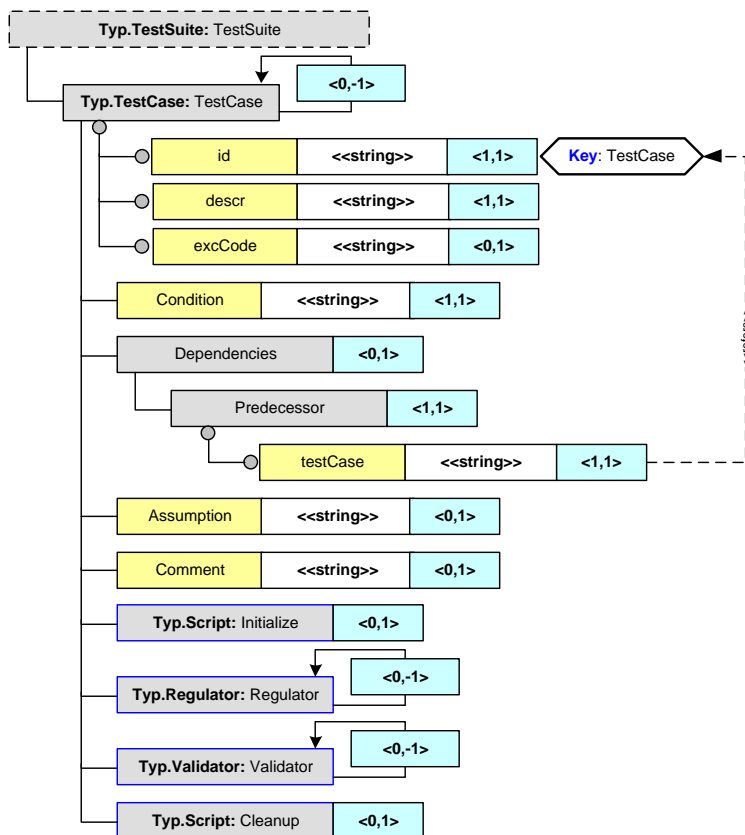 Typ.TestSuite: TestSuite
<0,-1>
Typ.TestCase: TestCase
id <<string>> <1,1> Key: TestCase
descr <<string>> <1,1>
excCode <<string>> <0,1>
Condition <<string>> <1,1>
Dependencies <0,1>
Predecessor <1,1>
testCase <<string>> <1,1>
Assumption <<string>> <0,1>
Comment <<string>> <0,1>
Typ.Script: Initialize <0,1>
<0,-1>
Typ.Regulator: Regulator
<0,-1>
Typ.Validator: Validator
Typ.Script: Cleanup <0,1>